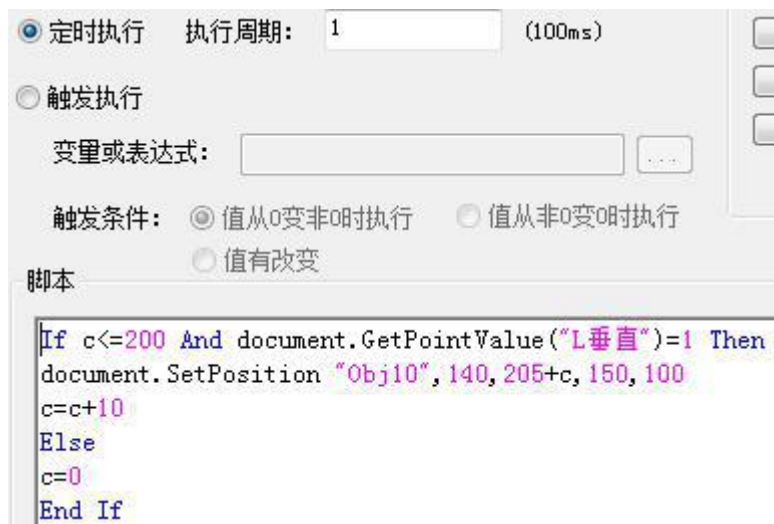 定时执行 执行周期: 1 (100ms)
触发执行
变量或表达式: ...
触发条件: 值从0变非0时执行 值从非0变0时执行
值有改变
脚本
If c<=200 And document.GetPointValue("L垂直")=1 Then
document.SetPosition "Obj10",140,205+c,150,100
c=c+10
Else
c=0
End If